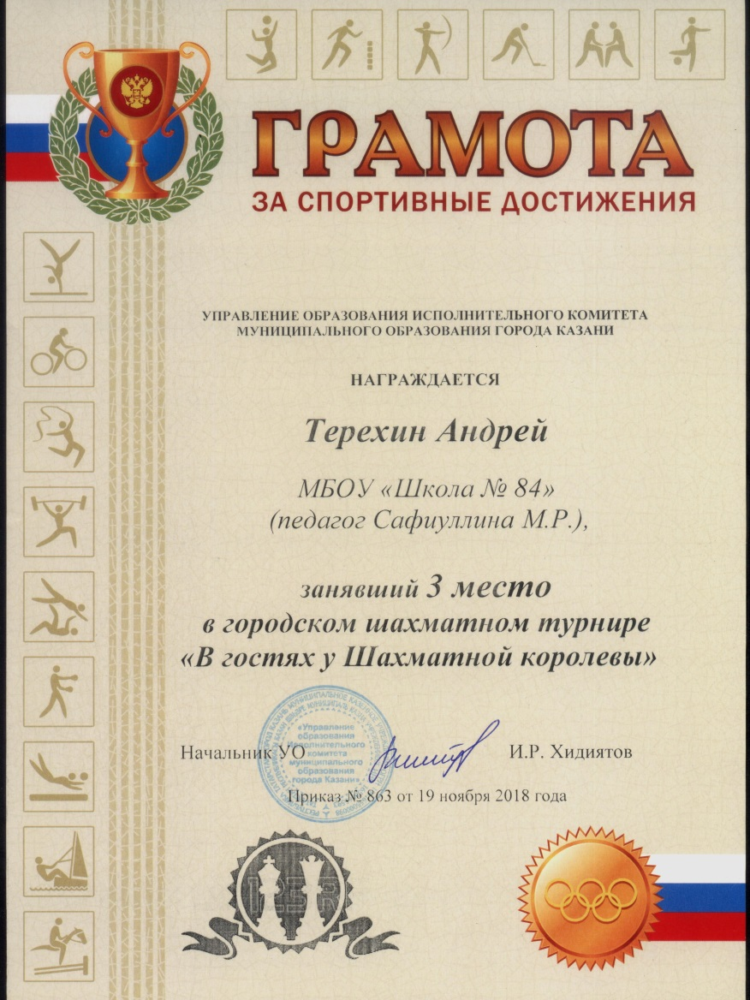 ГРАМОТА
ЗА СПОРТИВНЫЕ ДОСТИЖЕНИЯ
УПРАВЛЕНИЕ ОБРАЗОВАНИЯ ИСПОЛНИТЕЛЬНОГО КОМИТЕТА
МУНИЦИПАЛЬНОГО ОБРАЗОВАНИЯ ГОРОДА КАЗАНИ
НАГРАЖДАЕТСЯ
Терехин Андрей
МБОУ «Школа № 84»
(педагог Сафиуллина М.Р.),
занявший 3 место
в городском шахматном турнире
«В гостях у Шахматной королевы»
«Управление
образования
Исполнительного
комитета
муниципального
образования
города Казани»
Начальник УО И.Р. Хидиятов
Приказ № 863 от 19 ноября 2018 года